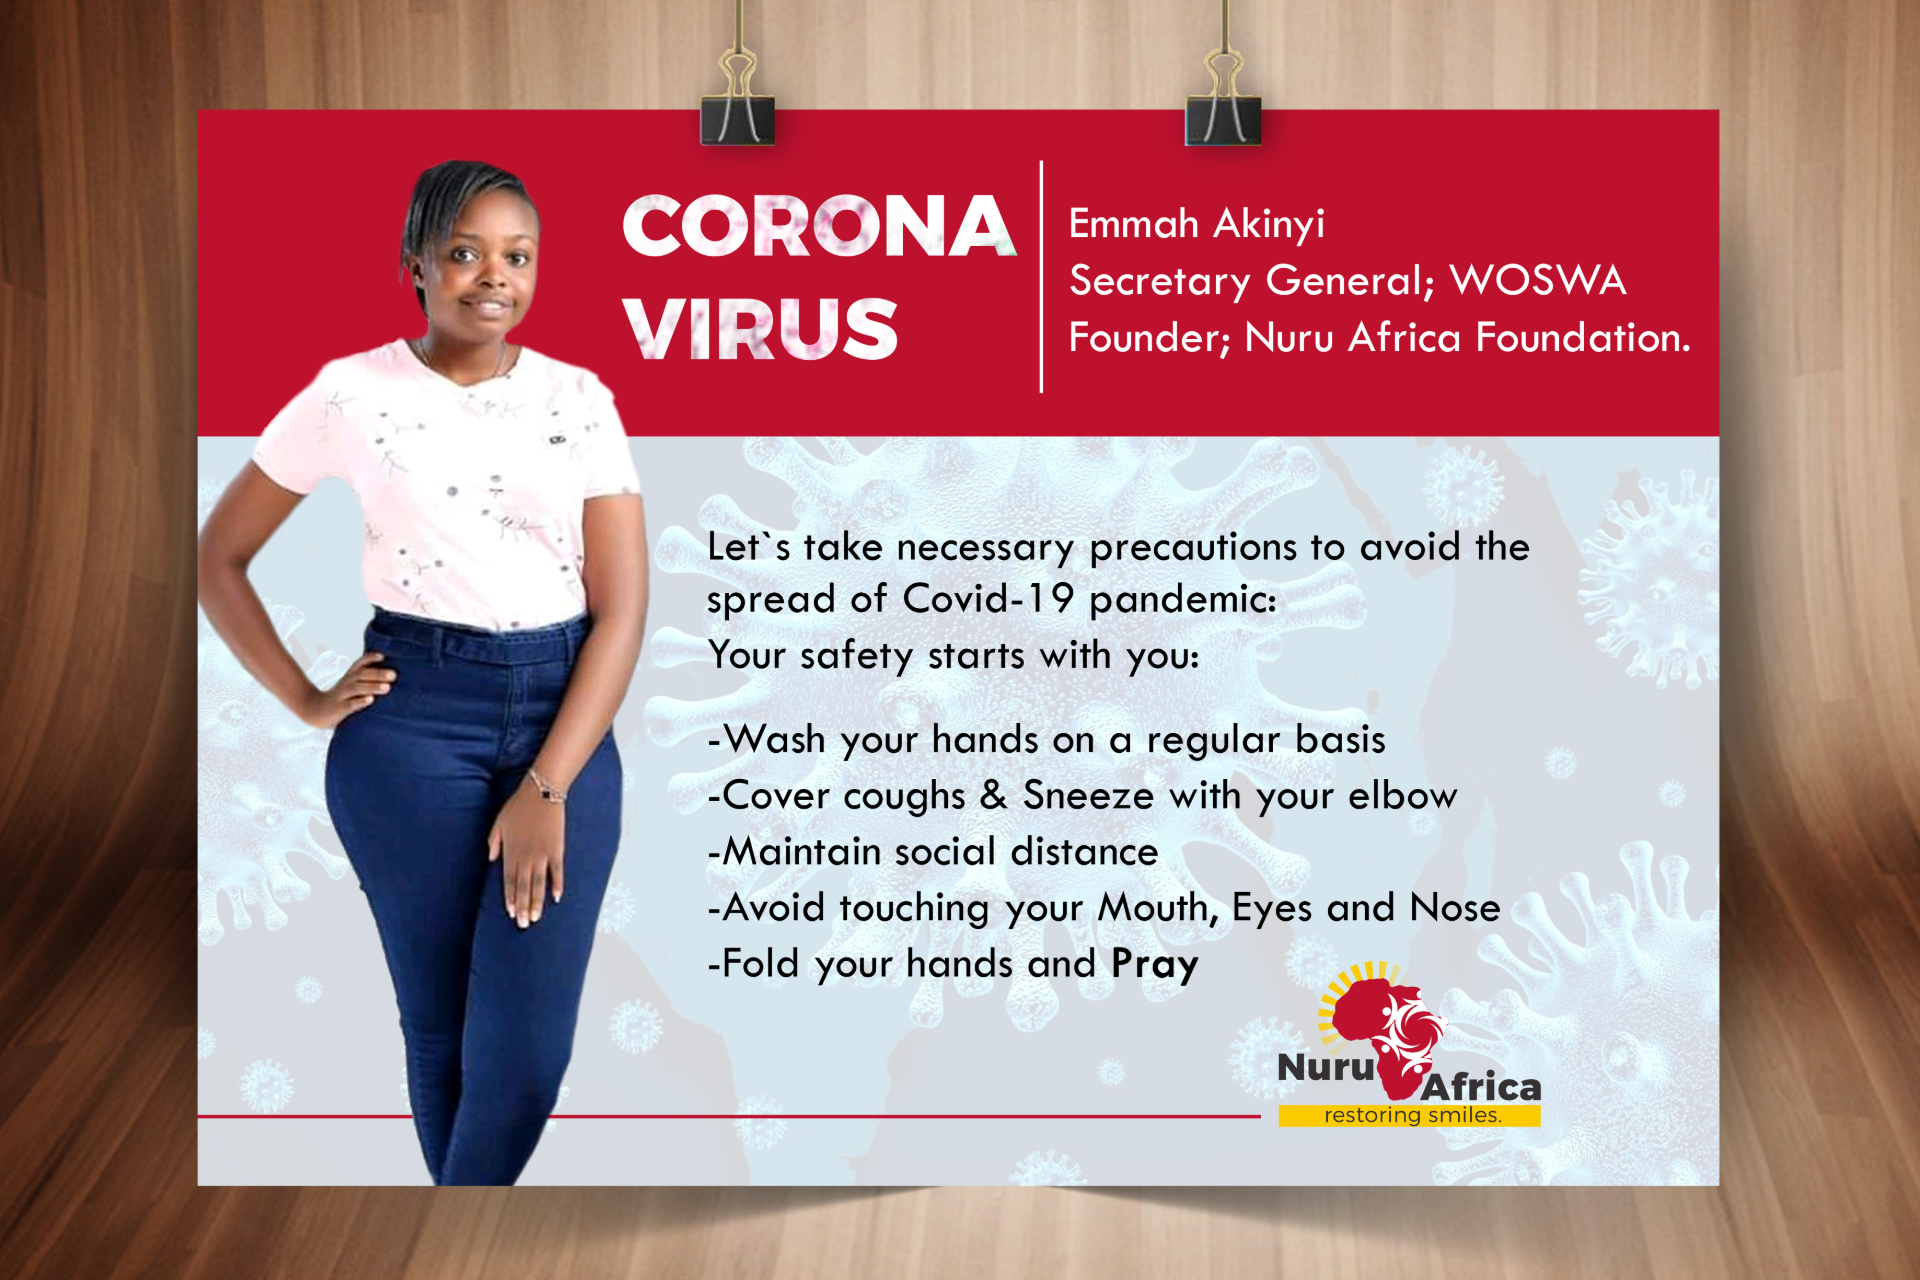 CORONA
VIRUS
Emmah Akinyi
Secretary General; WOSWA
Founder; Nuru Africa Foundation.
Let`s take necessary precautions to avoid the
spread of Covid-19 pandemic:
Your safety starts with you:
-Wash your hands on a regular basis
-Cover coughs & Sneeze with your elbow
-Maintain social distance
-Avoid touching your Mouth, Eyes and Nose
-Fold your hands and Pray
Nuru
Africa
restoring smiles.